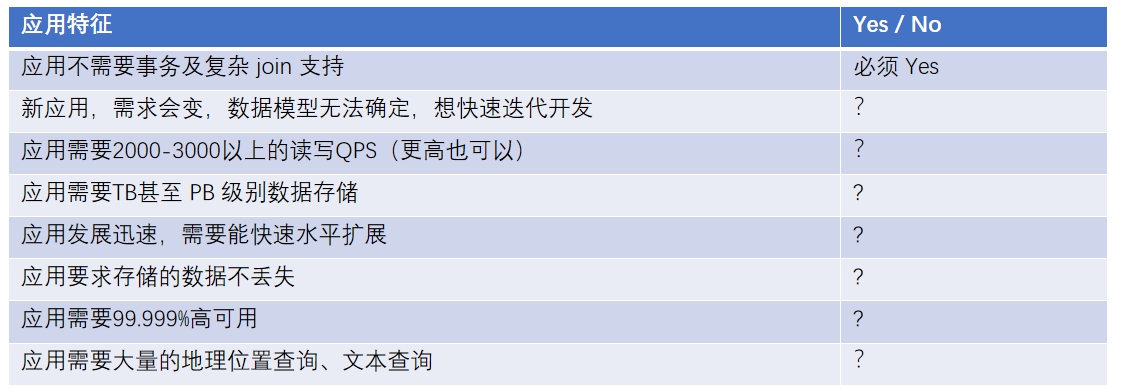 应用特征 Yes / No
应用不需要事务及复杂 join 支持 必须 Yes
新应用，需求会变，数据模型无法确定，想快速迭代开发 ？
应用需要2000-3000以上的读写QPS（更高也可以） ？
应用需要TB甚至 PB 级别数据存储 ?
应用发展迅速，需要能快速水平扩展 ?
应用要求存储的数据不丢失 ?
应用需要99.999%高可用 ?
应用需要大量的地理位置查询、文本查询 ？